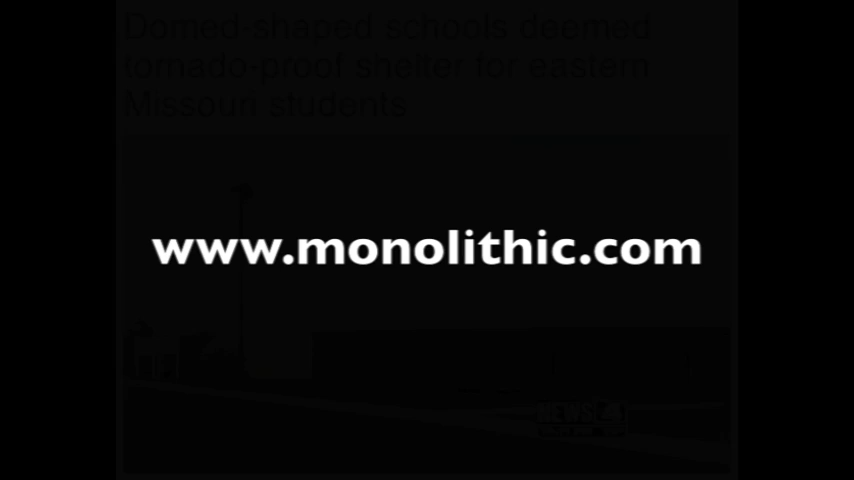 Domed-shaped schools deemed
tornado-proof shelter for eastern
Missouri students
www.monolithic.com